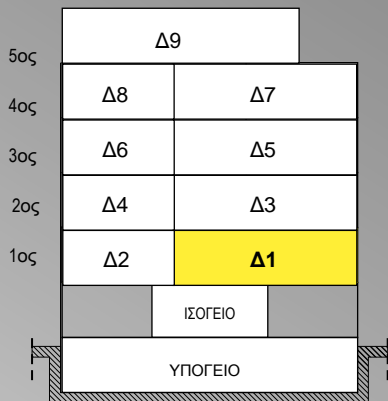 Δ9
5ος
Δ8 Δ7
4ος
Δ6 Δ5
3ος
Δ4 Δ3
2ος
Δ2 Δ1
1ος
ΙΣΟΓΕΙΟ
ΥΠΟΓΕΙΟ